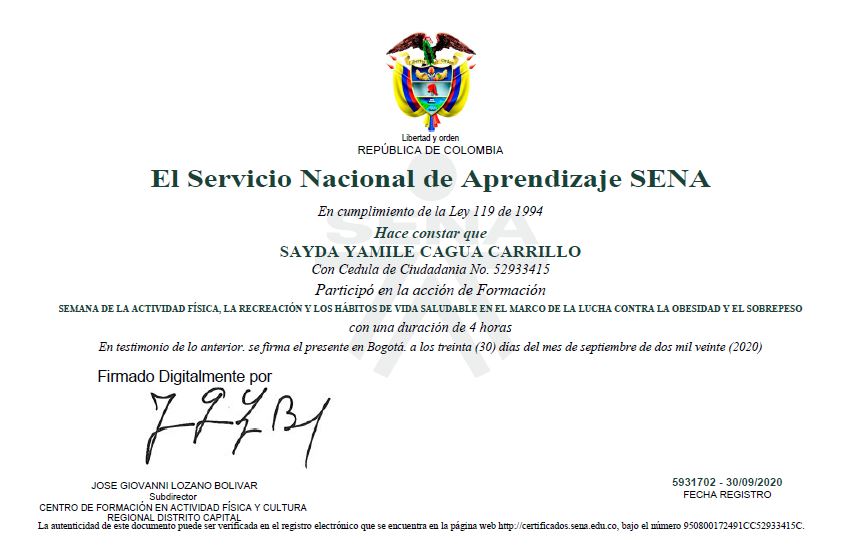 Libertad y orden
REPÚBLICA DE COLOMBIA
El Servicio Nacional de Aprendizaje SENA
En cumplimiento de la Ley 119 de 1994
SENA
Hace constar que
SAYDA YAMILE CAGUA CARRILLO
Con Cedula de Ciudadania No. 52933415
Participó en la acción de Formación
SEMANA DE LA ACTIVIDAD FÍSICA, LA RECREACIÓN Y LOS HÁBITOS DE VIDA SALUDABLE EN EL MARCO DE LA LUCHA CONTRA LA OBESIDAD Y EL SOBREPESO
con una duración de 4 horas
En testimonio de lo anterior. se firma el presente en Bogotá. a los treinta (30) días del mes de septiembre de dos mil veinte (2020)
Firmado Digitalmente por
JOSE GIOVANNI LOZANO BOLIVAR
Subdirector
CENTRO DE FORMACIÓN EN ACTIVIDAD FÍSICA Y CULTURA
REGIONAL DISTRITO CAPITAL
5931702 - 30/09/2020
FECHA REGISTRO
La autenticidad de este documento puede ser verificada en el registro electrónico que se encuentra en la página web http://certificados.sena.edu.co, bajo el número 950800172491CC52933415C.